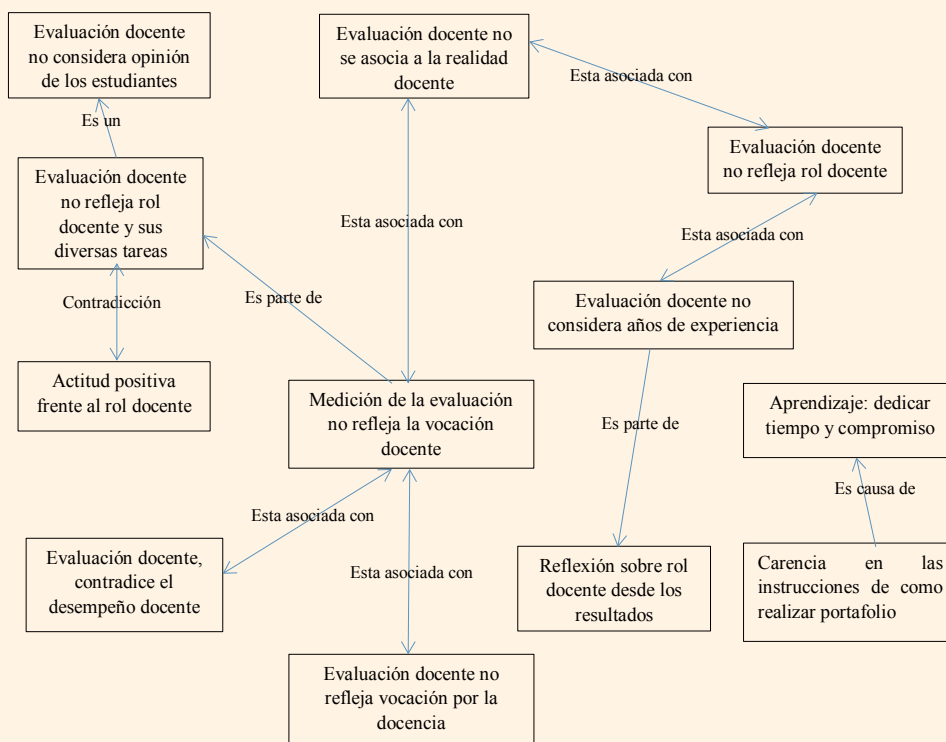 Evaluación docente
no considera opinión
de los estudiantes
Evaluación docente no
se asocia a la realidad
docente
Esta asociada con
Es un
Evaluación docente
no refleja rol docente
Evaluación docente
no refleja rol
docente y sus
diversas tareas
Esta asociada con
Esta asociada con
Contradicción
Es parte de
Evaluación docente no
considera años de experiencia
Actitud positiva
frente al rol docente
Medición de la evaluación
no refleja la vocación
docente
Es parte de
Aprendizaje: dedicar
tiempo y compromiso
Es causa de
Esta asociada con
Evaluación docente,
contradice el
desempeño docente
Esta asociada con
Reflexión sobre rol
docente desde los
resultados
Carencia en las
instrucciones de como
realizar portafolio
Evaluación docente no
refleja vocación por la
docencia